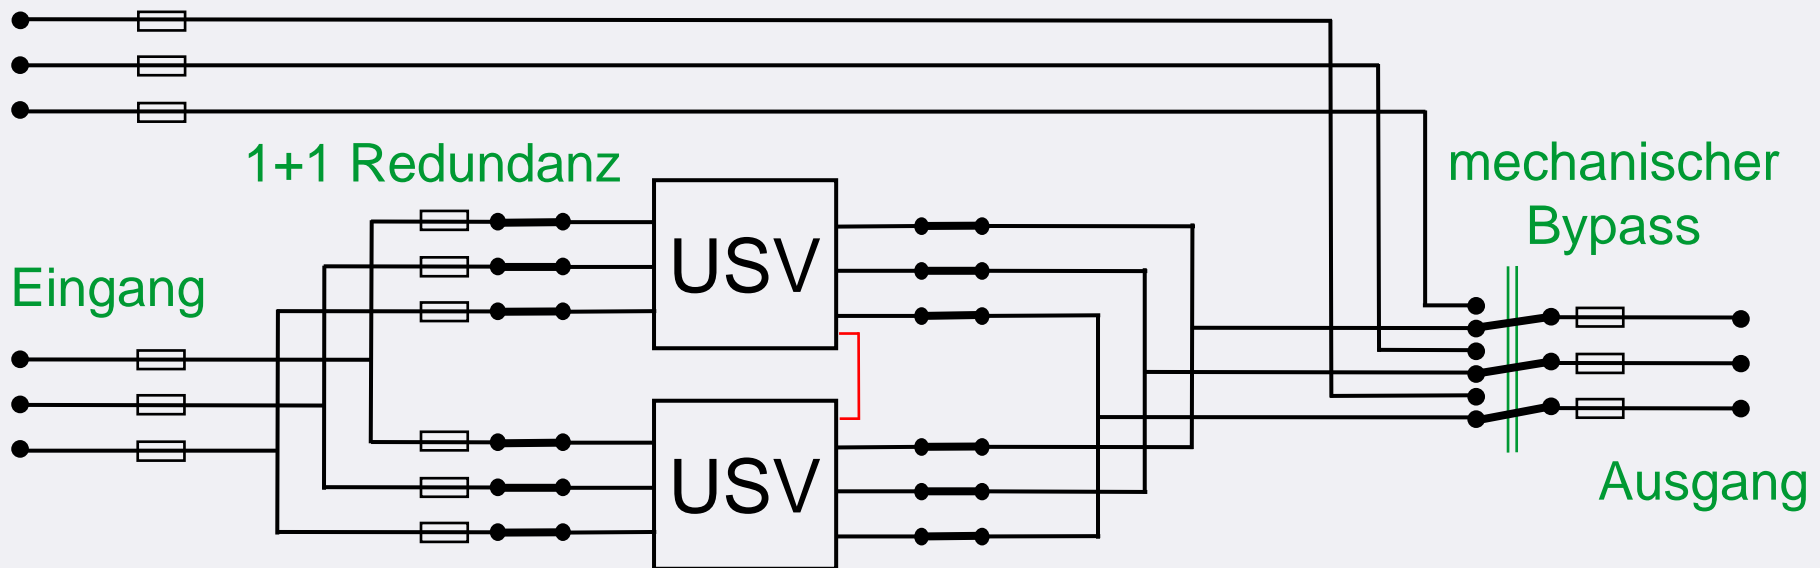 1+1 Redundanz
mechanischer
Bypass
USV
Eingang
USV
Ausgang